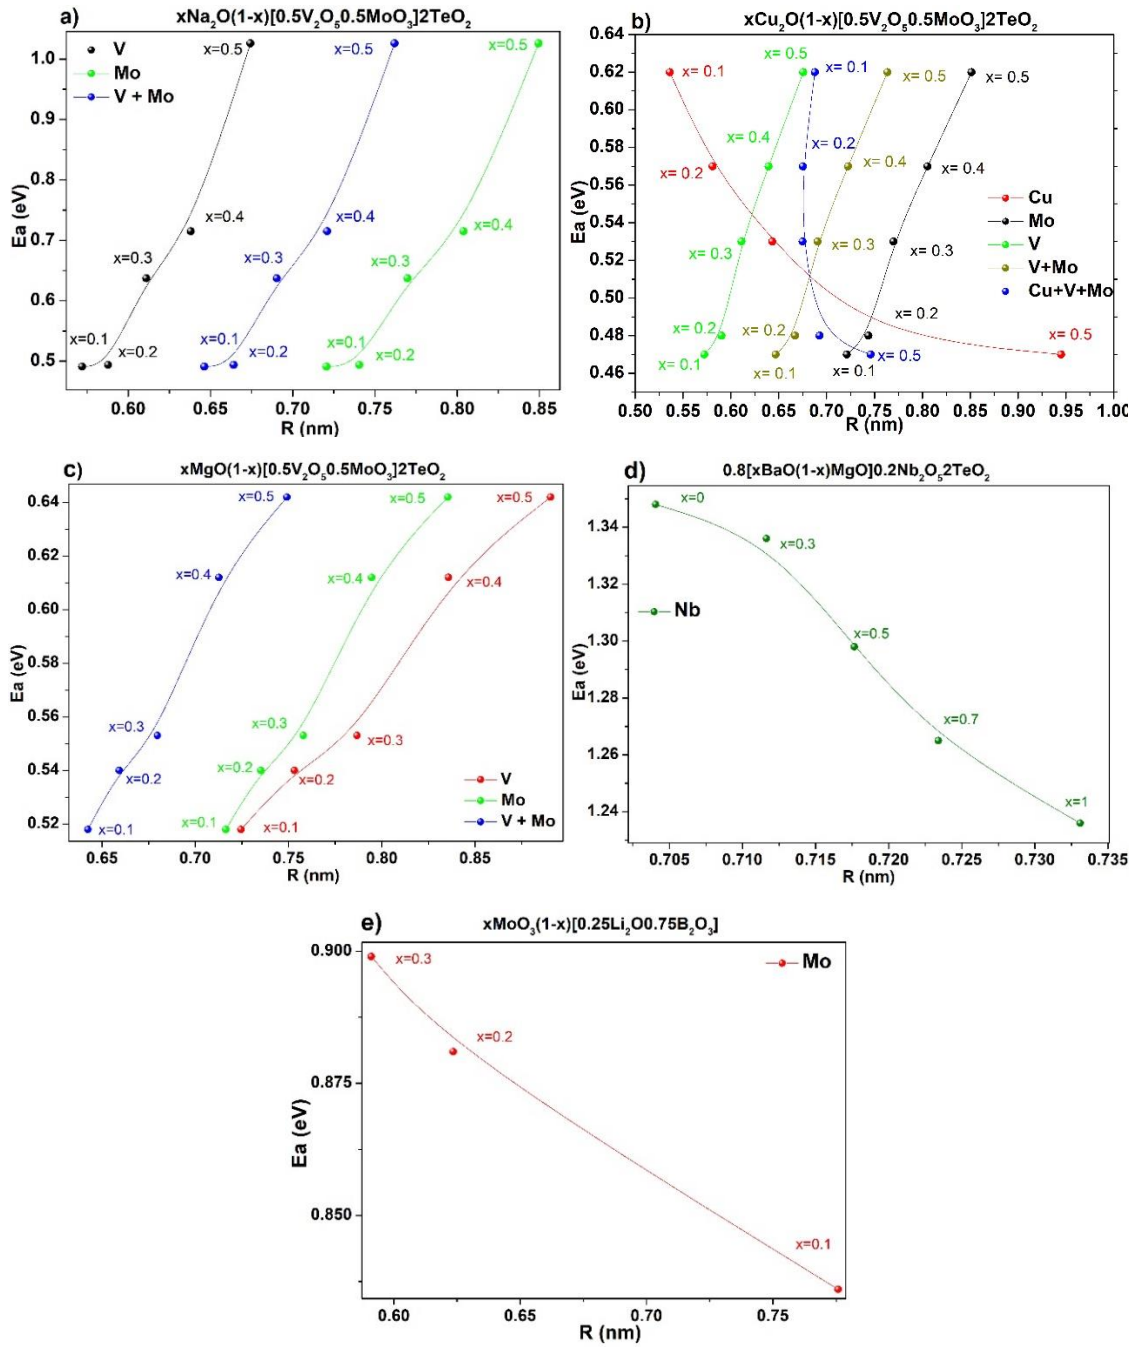 a) xNa₂O(1-x)[0.5V₂O₅0.5MoO₃]2TeO₂
V
Mo
V + Mo
x=0.5
x=0.5
x=0.5
x=0.4
x=0.4
x=0.4
x=0.3
x=0.3
x=0.3
x=0.1
x=0.2
x=0.1
x=0.2
x=0.1
x=0.2
Ea (eV)
1.0
0.9
0.8
0.7
0.6
0.5
0.60 0.65 0.70 0.75 0.80 0.85
R (nm)
b) xCu₂O(1-x)[0.5V₂O₅0.5MoO₃]2TeO₂
x= 0.1
x= 0.5
x= 0.1
x= 0.5
x= 0.5
x= 0.2
x= 0.4
x= 0.2
x= 0.4
x= 0.4
x= 0.3
x= 0.3
x= 0.3
x= 0.2
x= 0.2
x= 0.2
x= 0.5
x= 0.1
x= 0.1
x= 0.5
x= 0.1
Cu
Mo
V
V+Mo
Cu+V+Mo
Ea (eV)
0.64
0.62
0.60
0.58
0.56
0.54
0.52
0.50
0.48
0.46
0.50 0.55 0.60 0.65 0.70 0.75 0.80 0.85 0.90 0.95 1.00
R (nm)
c) xMgO(1-x)[0.5V₂O₅0.5MoO₃]2TeO₂
x=0.5
x=0.5
x=0.5
x=0.4
x=0.4
x=0.4
x=0.3
x=0.3
x=0.3
x=0.2
x=0.2
x=0.2
x=0.1
x=0.1
x=0.1
V
Mo
V + Mo
Ea (eV)
0.64
0.62
0.60
0.58
0.56
0.54
0.52
0.65 0.70 0.75 0.80 0.85
R (nm)
d) 0.8[xBaO(1-x)MgO]0.2Nb₂O₅2TeO₂
x=0
x=0.3
x=0.5
x=0.7
x=1
Nb
Ea (eV)
1.34
1.32
1.30
1.28
1.26
1.24
0.705 0.710 0.715 0.720 0.725 0.730 0.735
R (nm)
e) xMoO₃(1-x)[0.25Li₂O0.75B₂O₃]
x=0.3
x=0.2
x=0.1
Mo
Ea (eV)
0.900
0.875
0.850
0.60 0.65 0.70 0.75
R (nm)